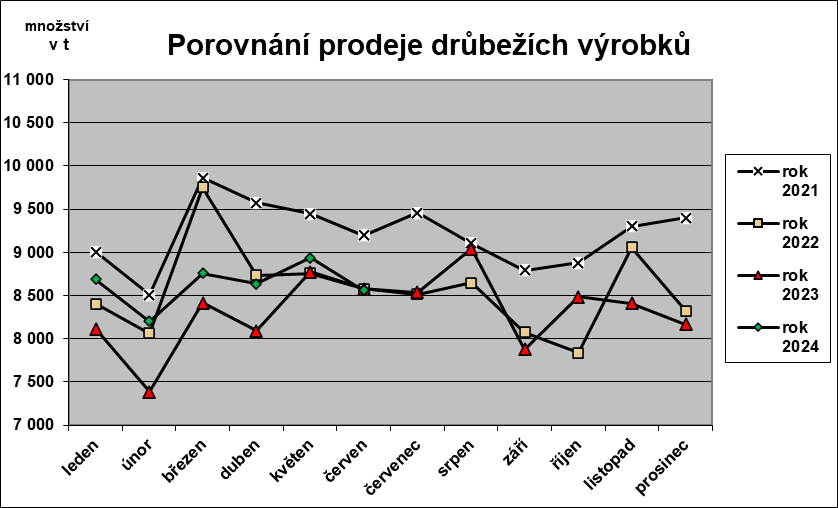 množství
v t
Porovnání prodeje drůbežích výrobků
11 000
10 500
10 000
9 500
9 000
8 500
8 000
7 500
7 000
leden
únor
březen
duben
květen
červen
červenec
srpen
září
říjen
listopad
prosinec
rok
2021
rok
2022
rok
2023
rok
2024